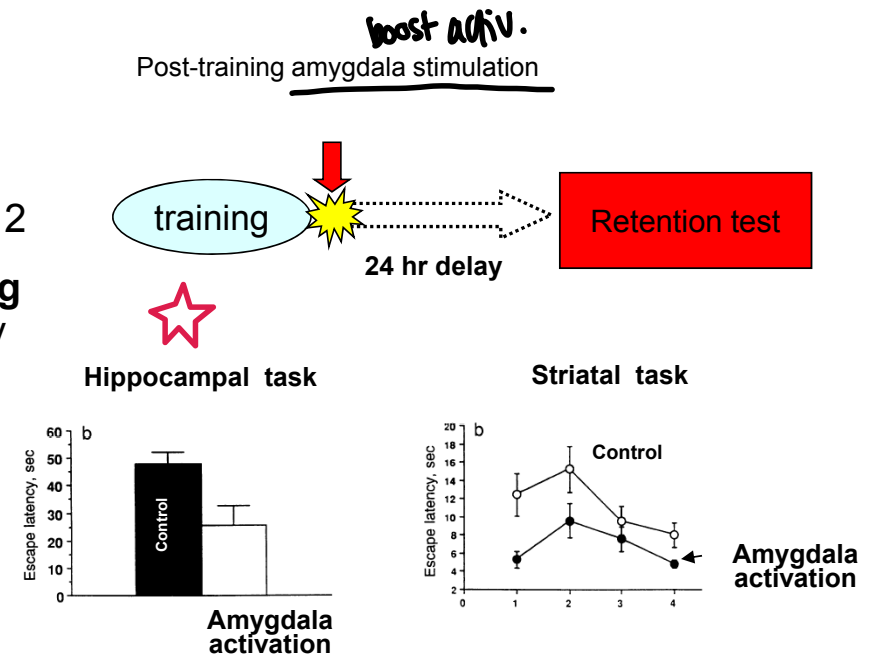 boost activ.
Post-training amygdala stimulation
2
training
Retention test
24 hr delay
g
Hippocampal task
Striatal task
b
60
50
40
30
20
10
0
Escape latency, sec
Control
Amygdala
activation
b
20
18
16
14
12
10
8
6
4
2
Escape latency, sec
Control
0
1
2
3
4
Amygdala
activation